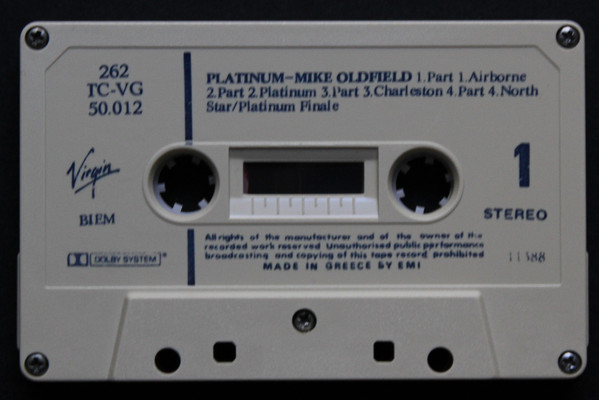 262
TC-VG
50.012
PLATINUM-MIKE OLDFIELD 1.Part 1.Airborne
2.Part 2.Platinum 3.Part 3.Charleston 4.Part 4.North
Star/Platinum Finale
Virgin
BIEM
DOLBY SYSTEM
1
STEREO
All rights of the manufacturer and of the owner of the
recorded work reserved Unauthorised public performance
broadcasting and copying of this tape record prohibited
MADE IN GREECE by EMI